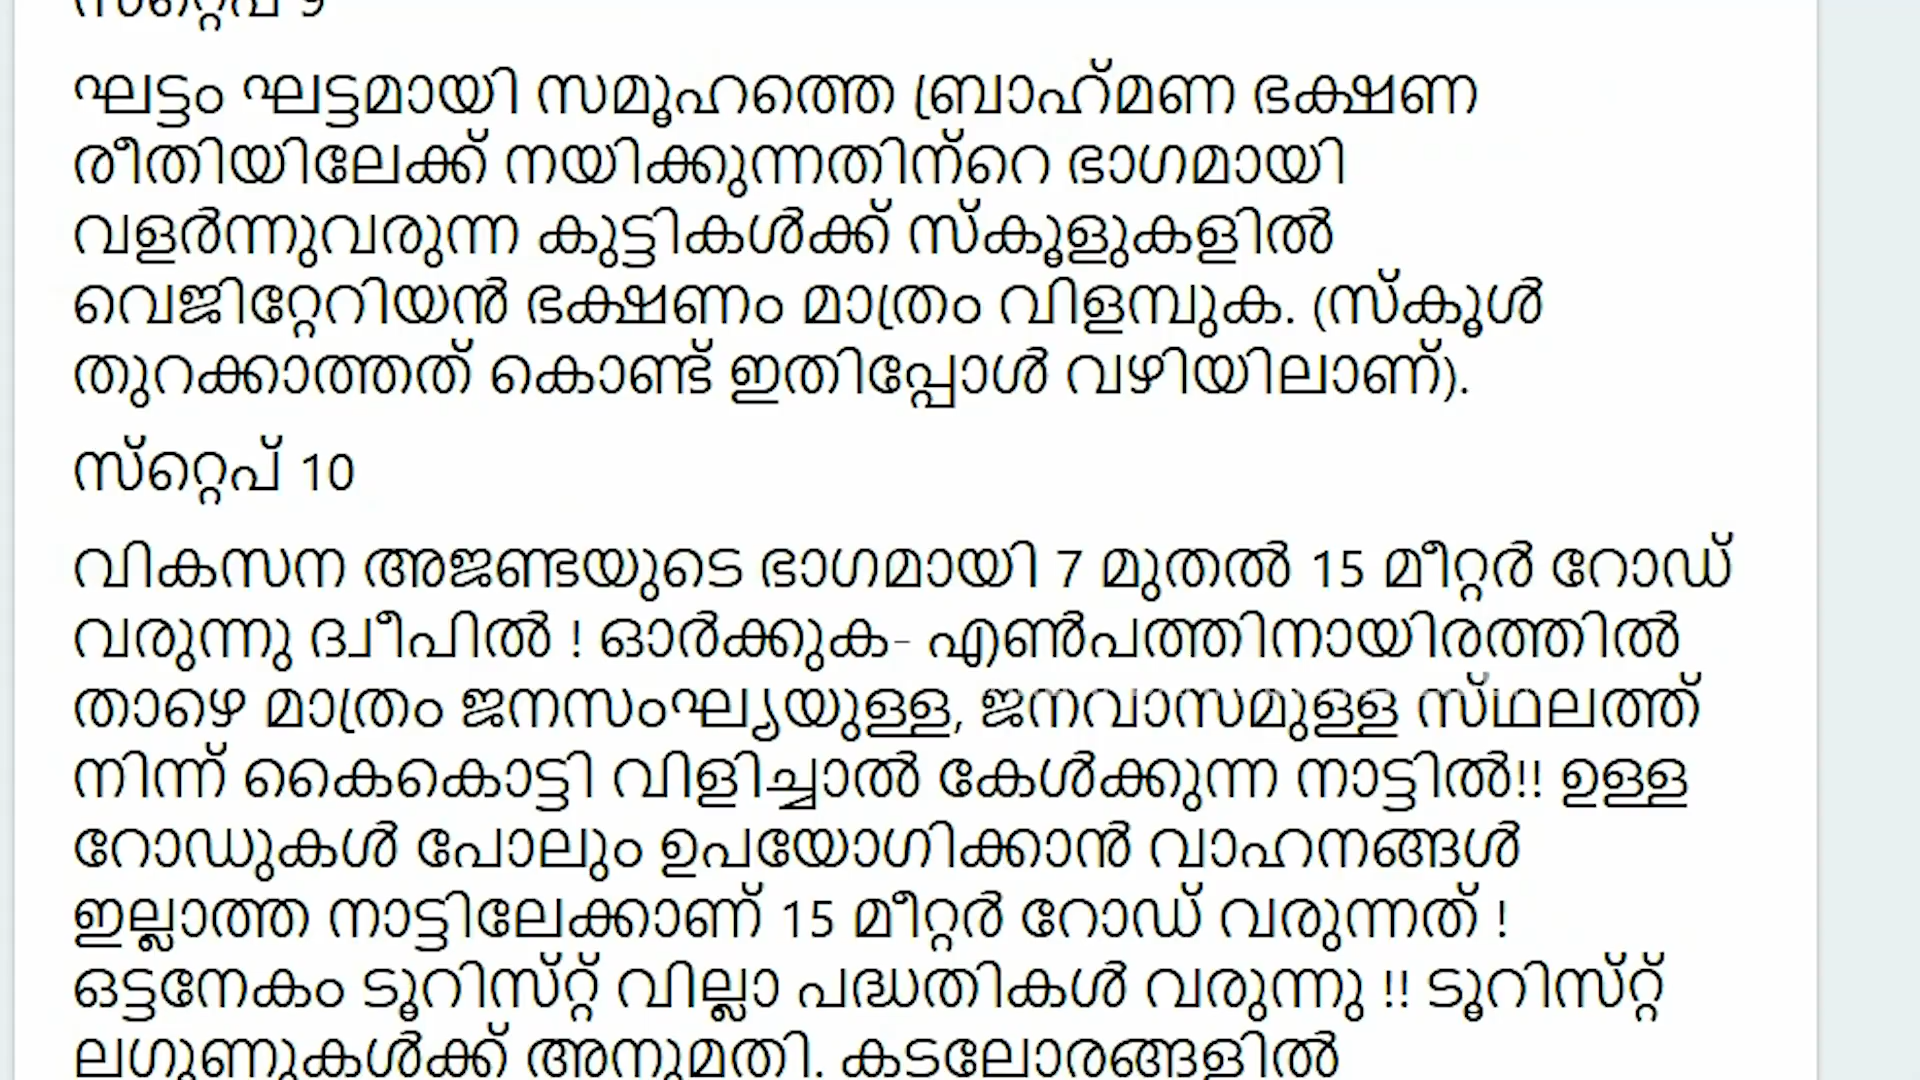 സ്റ്റെപ് 9
ഘട്ടം ഘട്ടമായി സമൂഹത്തെ ബ്രാഹ്മണ ഭക്ഷണ
രീതിയിലേക്ക് നയിക്കുന്നതിന്റെ ഭാഗമായി
വളർന്നുവരുന്ന കുട്ടികൾക്ക് സ്കൂളുകളിൽ
വെജിറ്റേറിയൻ ഭക്ഷണം മാത്രം വിളമ്പുക. (സ്കൂൾ
തുറക്കാത്തത് കൊണ്ട് ഇതിപ്പോൾ വഴിയിലാണ്).
സ്റ്റെപ് 10
വികസന അജണ്ടയുടെ ഭാഗമായി 7 മുതൽ 15 മീറ്റർ റോഡ്
വരുന്നു ദ്വീപിൽ ! ഓർക്കുക- എൺപത്തിനായിരത്തിൽ
താഴെ മാത്രം ജനസംഘ്യയുള്ള, ജനവാസമുള്ള സ്ഥലത്ത്
നിന്ന് കൈകൊട്ടി വിളിച്ചാൽ കേൾക്കുന്ന നാട്ടിൽ!! ഉള്ള
റോഡുകൾ പോലും ഉപയോഗിക്കാൻ വാഹനങ്ങൾ
ഇല്ലാത്ത നാട്ടിലേക്കാണ് 15 മീറ്റർ റോഡ് വരുന്നത് !
ഒട്ടനേകം ടൂറിസ്റ്റ് വില്ലാ പദ്ധതികൾ വരുന്നു !! ടൂറിസ്റ്റ്
ലഗുണുകൾക്ക് അനുമതി. കടലോരങ്ങളിൽ